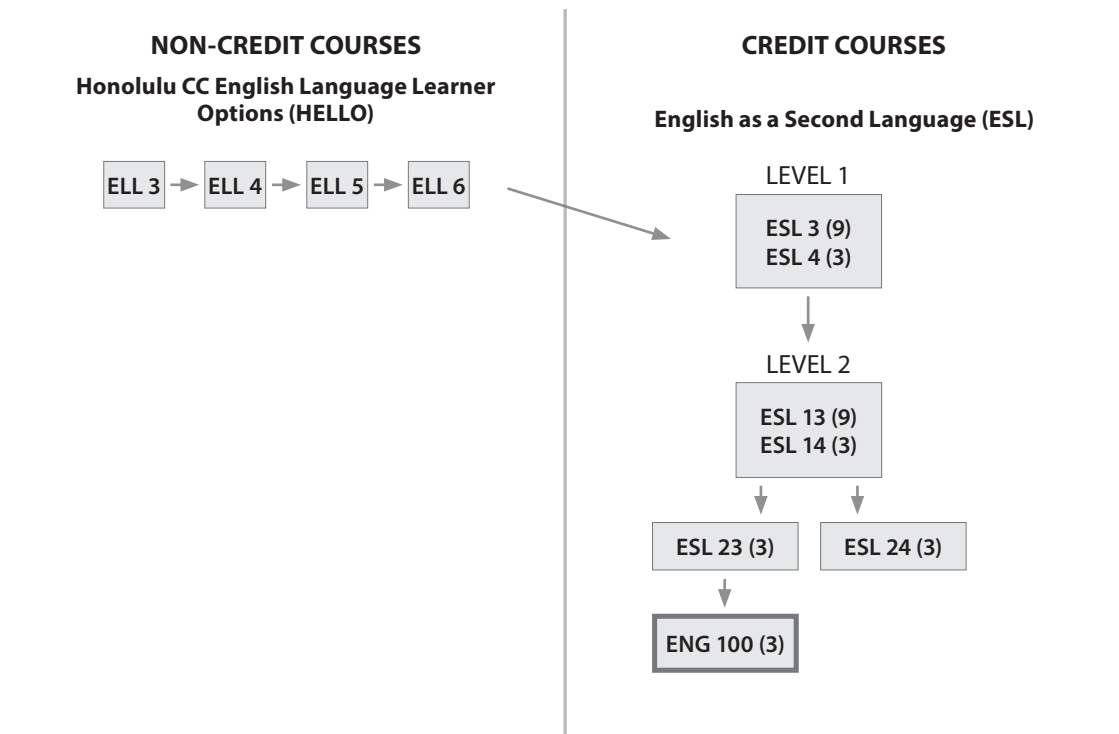 NON-CREDIT COURSES
Honolulu CC English Language Learner
Options (HELLO)
ELL 3
ELL 4
ELL 5
ELL 6
CREDIT COURSES
English as a Second Language (ESL)
LEVEL 1
ESL 3 (9)
ESL 4 (3)
LEVEL 2
ESL 13 (9)
ESL 14 (3)
ESL 23 (3)
ESL 24 (3)
ENG 100 (3)